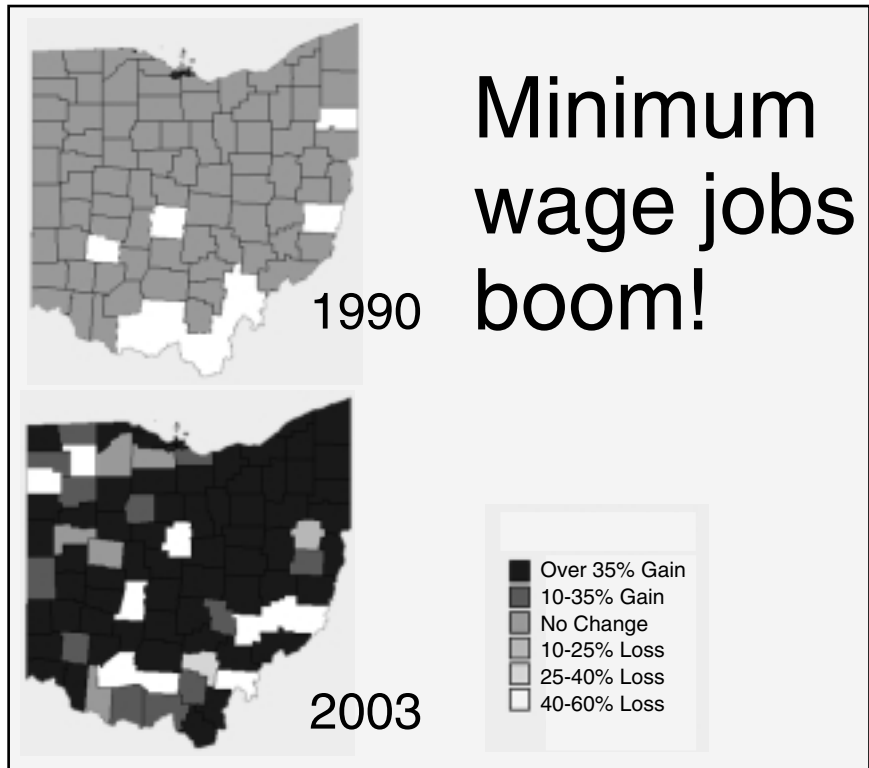 Minimum
wage jobs
boom!
1990
2003
Over 35% Gain
10-35% Gain
No Change
10-25% Loss
25-40% Loss
40-60% Loss